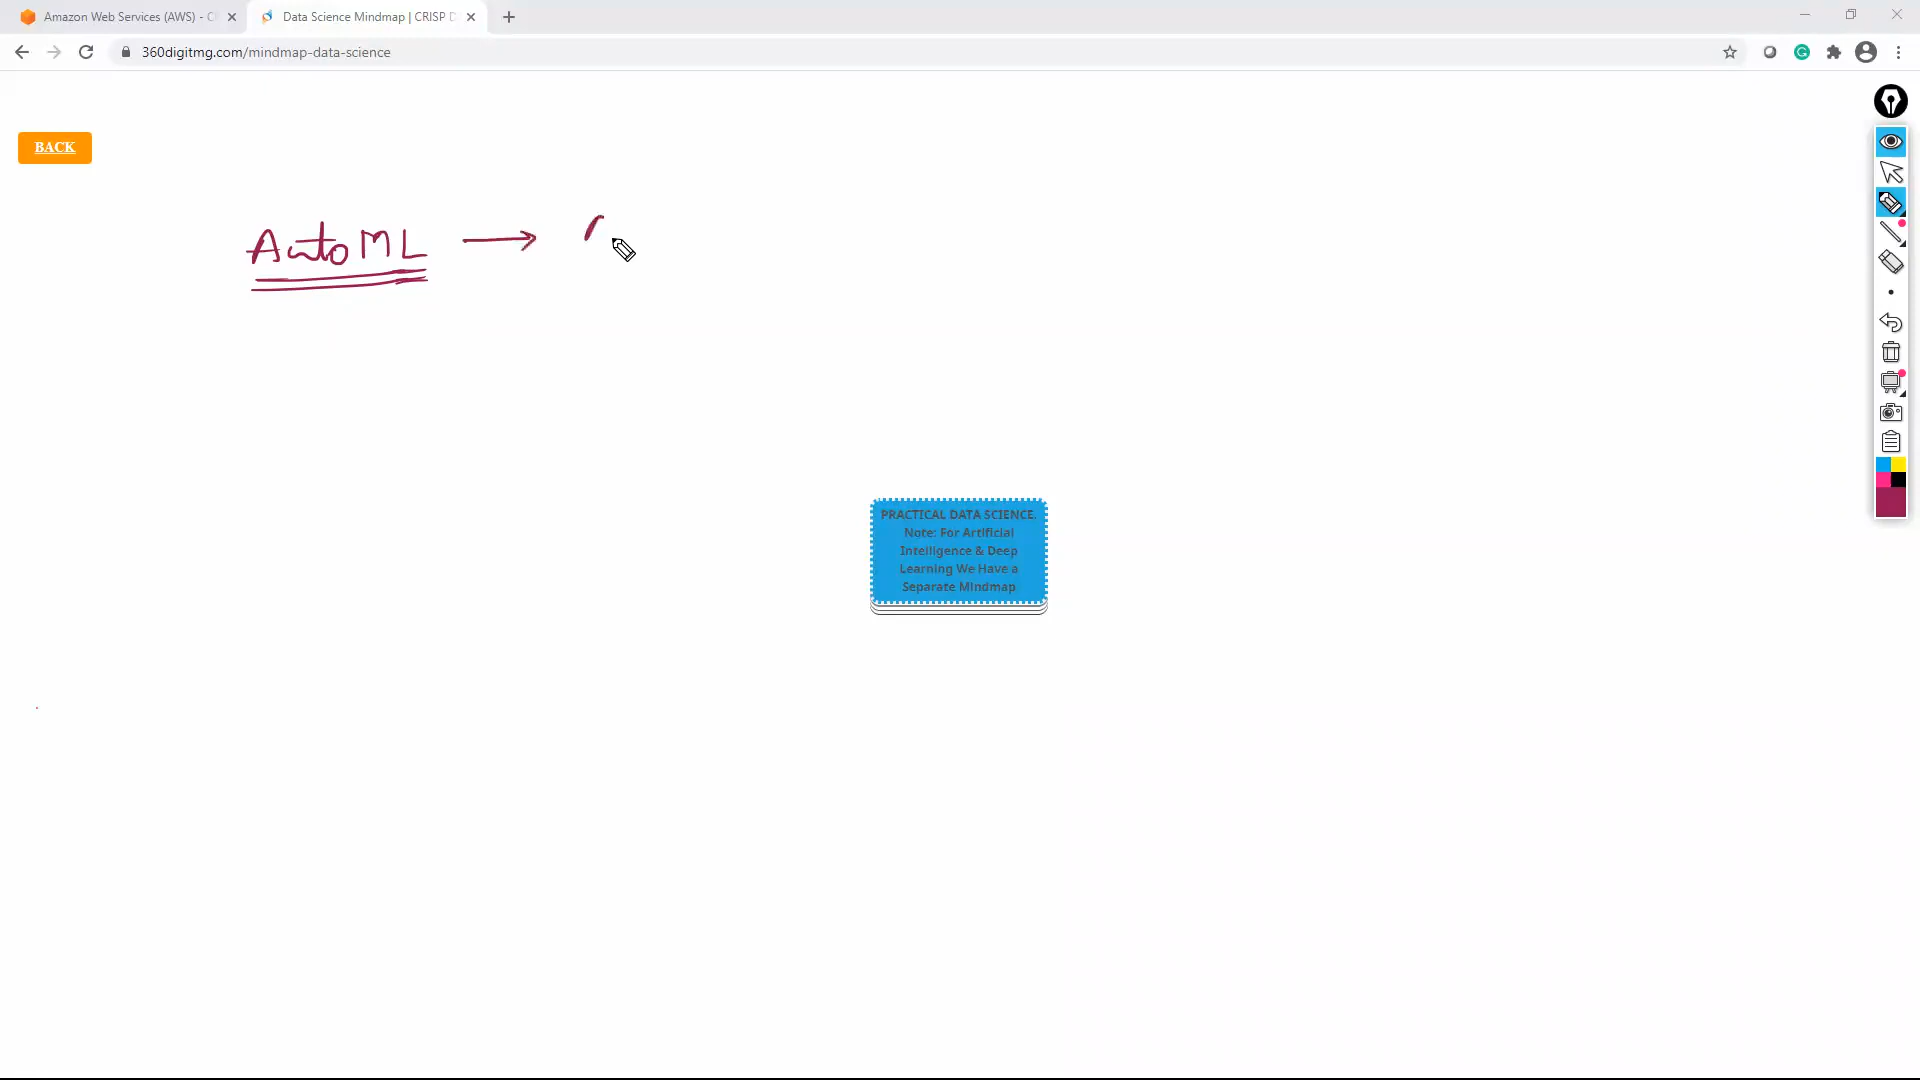 Amazon Web Services (AWS) - C
Data Science Mindmap | CRISP D
360digitmg.com/mindmap-data-science
BACK
AutoML →
PRACTICAL DATA SCIENCE.
Note: For Artificial
Intelligence & Deep
Learning We Have a
Separate Mindmap